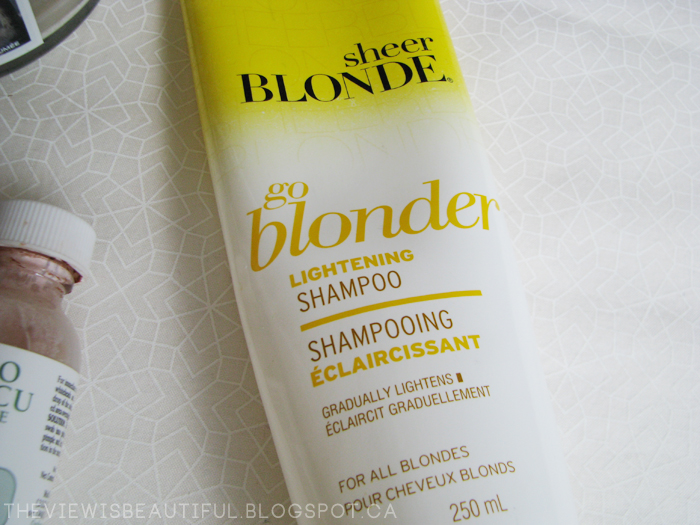 sheer
BLONDE®
go
blonder
LIGHTENING
SHAMPOO
SHAMPOOING
ÉCLAIRCISSANT
GRADUALLY LIGHTENS
ÉCLAIRCIT GRADUELLEMENT
FOR ALL BLONDES
POUR CHEVEUX BLONDS
250 mL
O
CU
E
THEVIEWISBEAUTIFUL.BLOGSPOT.CA